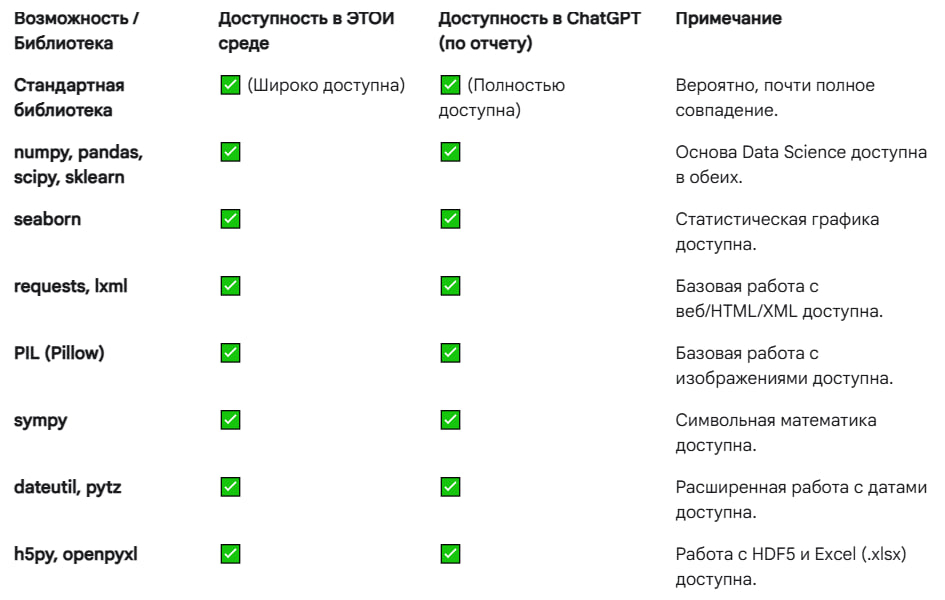 Возможность / Библиотека
Доступность в ЭТОЙ среде
Доступность в ChatGPT (по отчету)
Примечание
Стандартная библиотека
✅ (Широко доступна)
✅ (Полностью доступна)
Вероятно, почти полное совпадение.
numpy, pandas, scipy, sklearn
✅
✅
Основа Data Science доступна в обеих.
seaborn
✅
✅
Статистическая графика доступна.
requests, lxml
✅
✅
Базовая работа с веб/HTML/XML доступна.
PIL (Pillow)
✅
✅
Базовая работа с изображениями доступна.
sympy
✅
✅
Символьная математика доступна.
dateutil, pytz
✅
✅
Расширенная работа с датами доступна.
h5py, openpyxl
✅
✅
Работа с HDF5 и Excel (.xlsx) доступна.